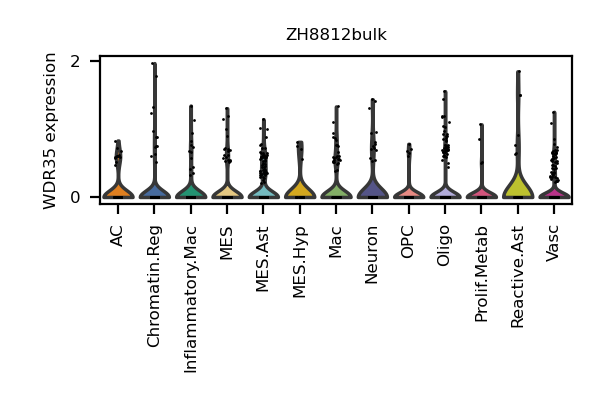 ZH8812bulk
WDR35 expression
2
0
AC
Chromatin.Reg
Inflammatory.Mac
MES
MES.Ast
MES.Hyp
Mac
Neuron
OPC
Oligo
Prolif.Metab
Reactive.Ast
Vasc